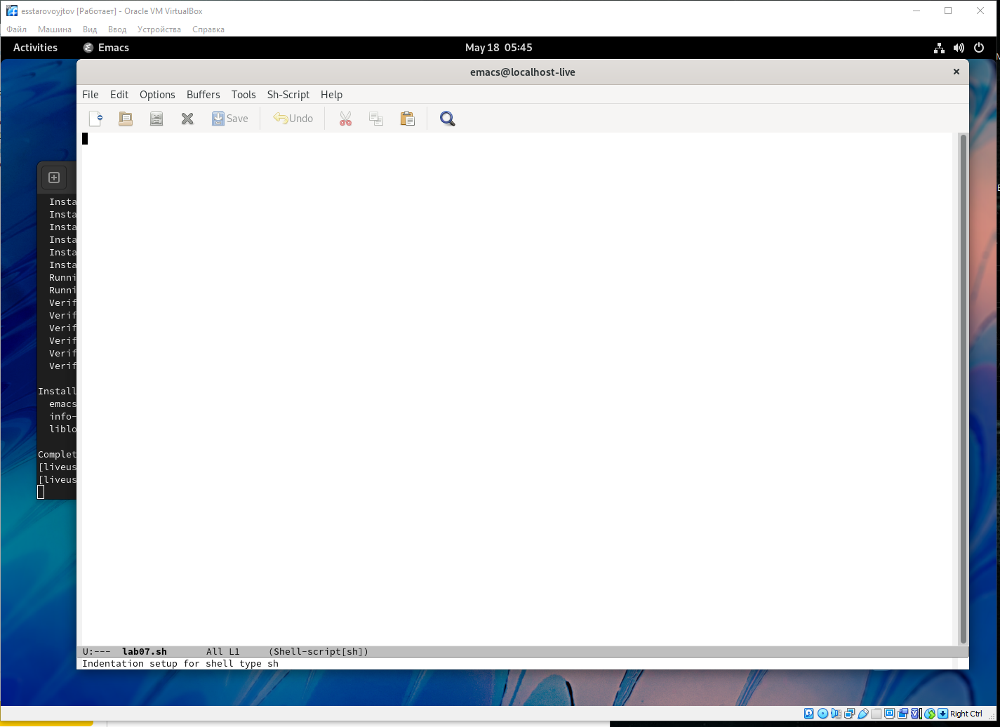 esstarovoyjtov [Работает] - Oracle VM VirtualBox
Файл Машина Вид Ввод Устройства Справка
Activities Emacs May 18 05:45
emacs@localhost-live
File Edit Options Buffers Tools Sh-Script Help
Save Undo
Insta
Insta
Insta
Insta
Insta
Insta
Runni
Runni
Verif
Verif
Verif
Verif
Verif
Verif
Install
emacs
info-
liblo
Complet
[liveus
[liveus
U:--- lab07.sh All L1 (Shell-script[sh])
Indentation setup for shell type sh
Right Ctrl